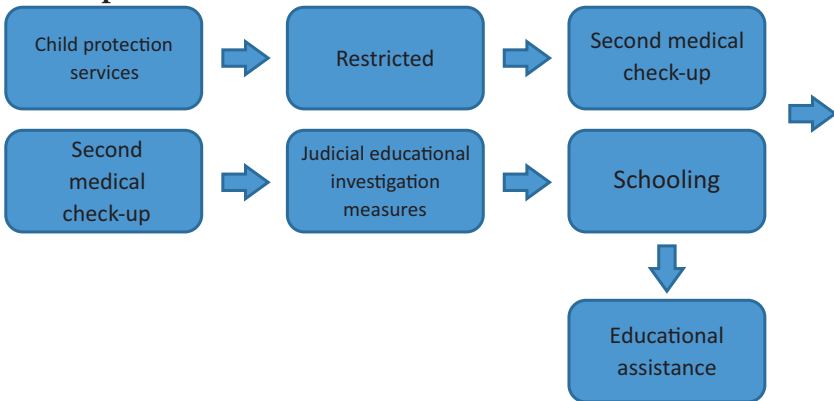 Child protection
services
Restricted
Second medical
check-up
Second
medical
check-up
Judicial educational
investigation
measures
Schooling
Educational
assistance